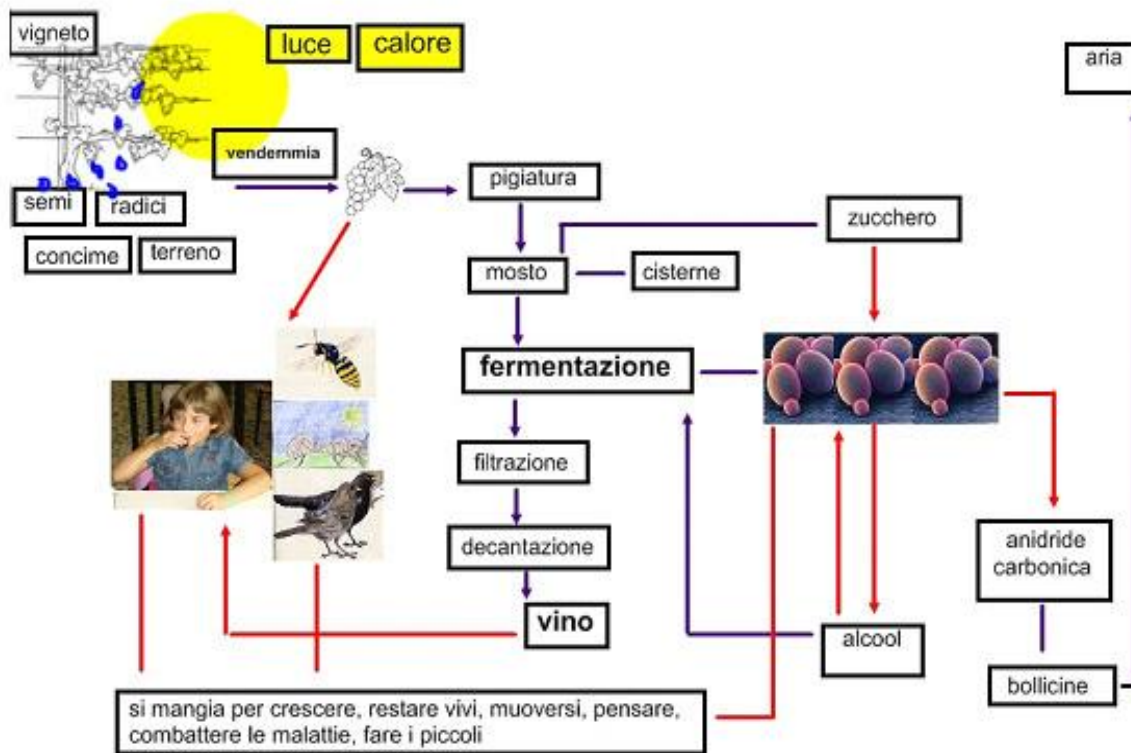 vigneto
luce
calore
aria
vendemmia
pigiatura
semi
radici
zucchero
concime
terreno
mosto
cisterne
fermentazione
filtrazione
decantazione
anidride
carbonica
vino
alcool
bollicine
si mangia per crescere, restare vivi, muoversi, pensare,
combattere le malattie, fare i piccoli